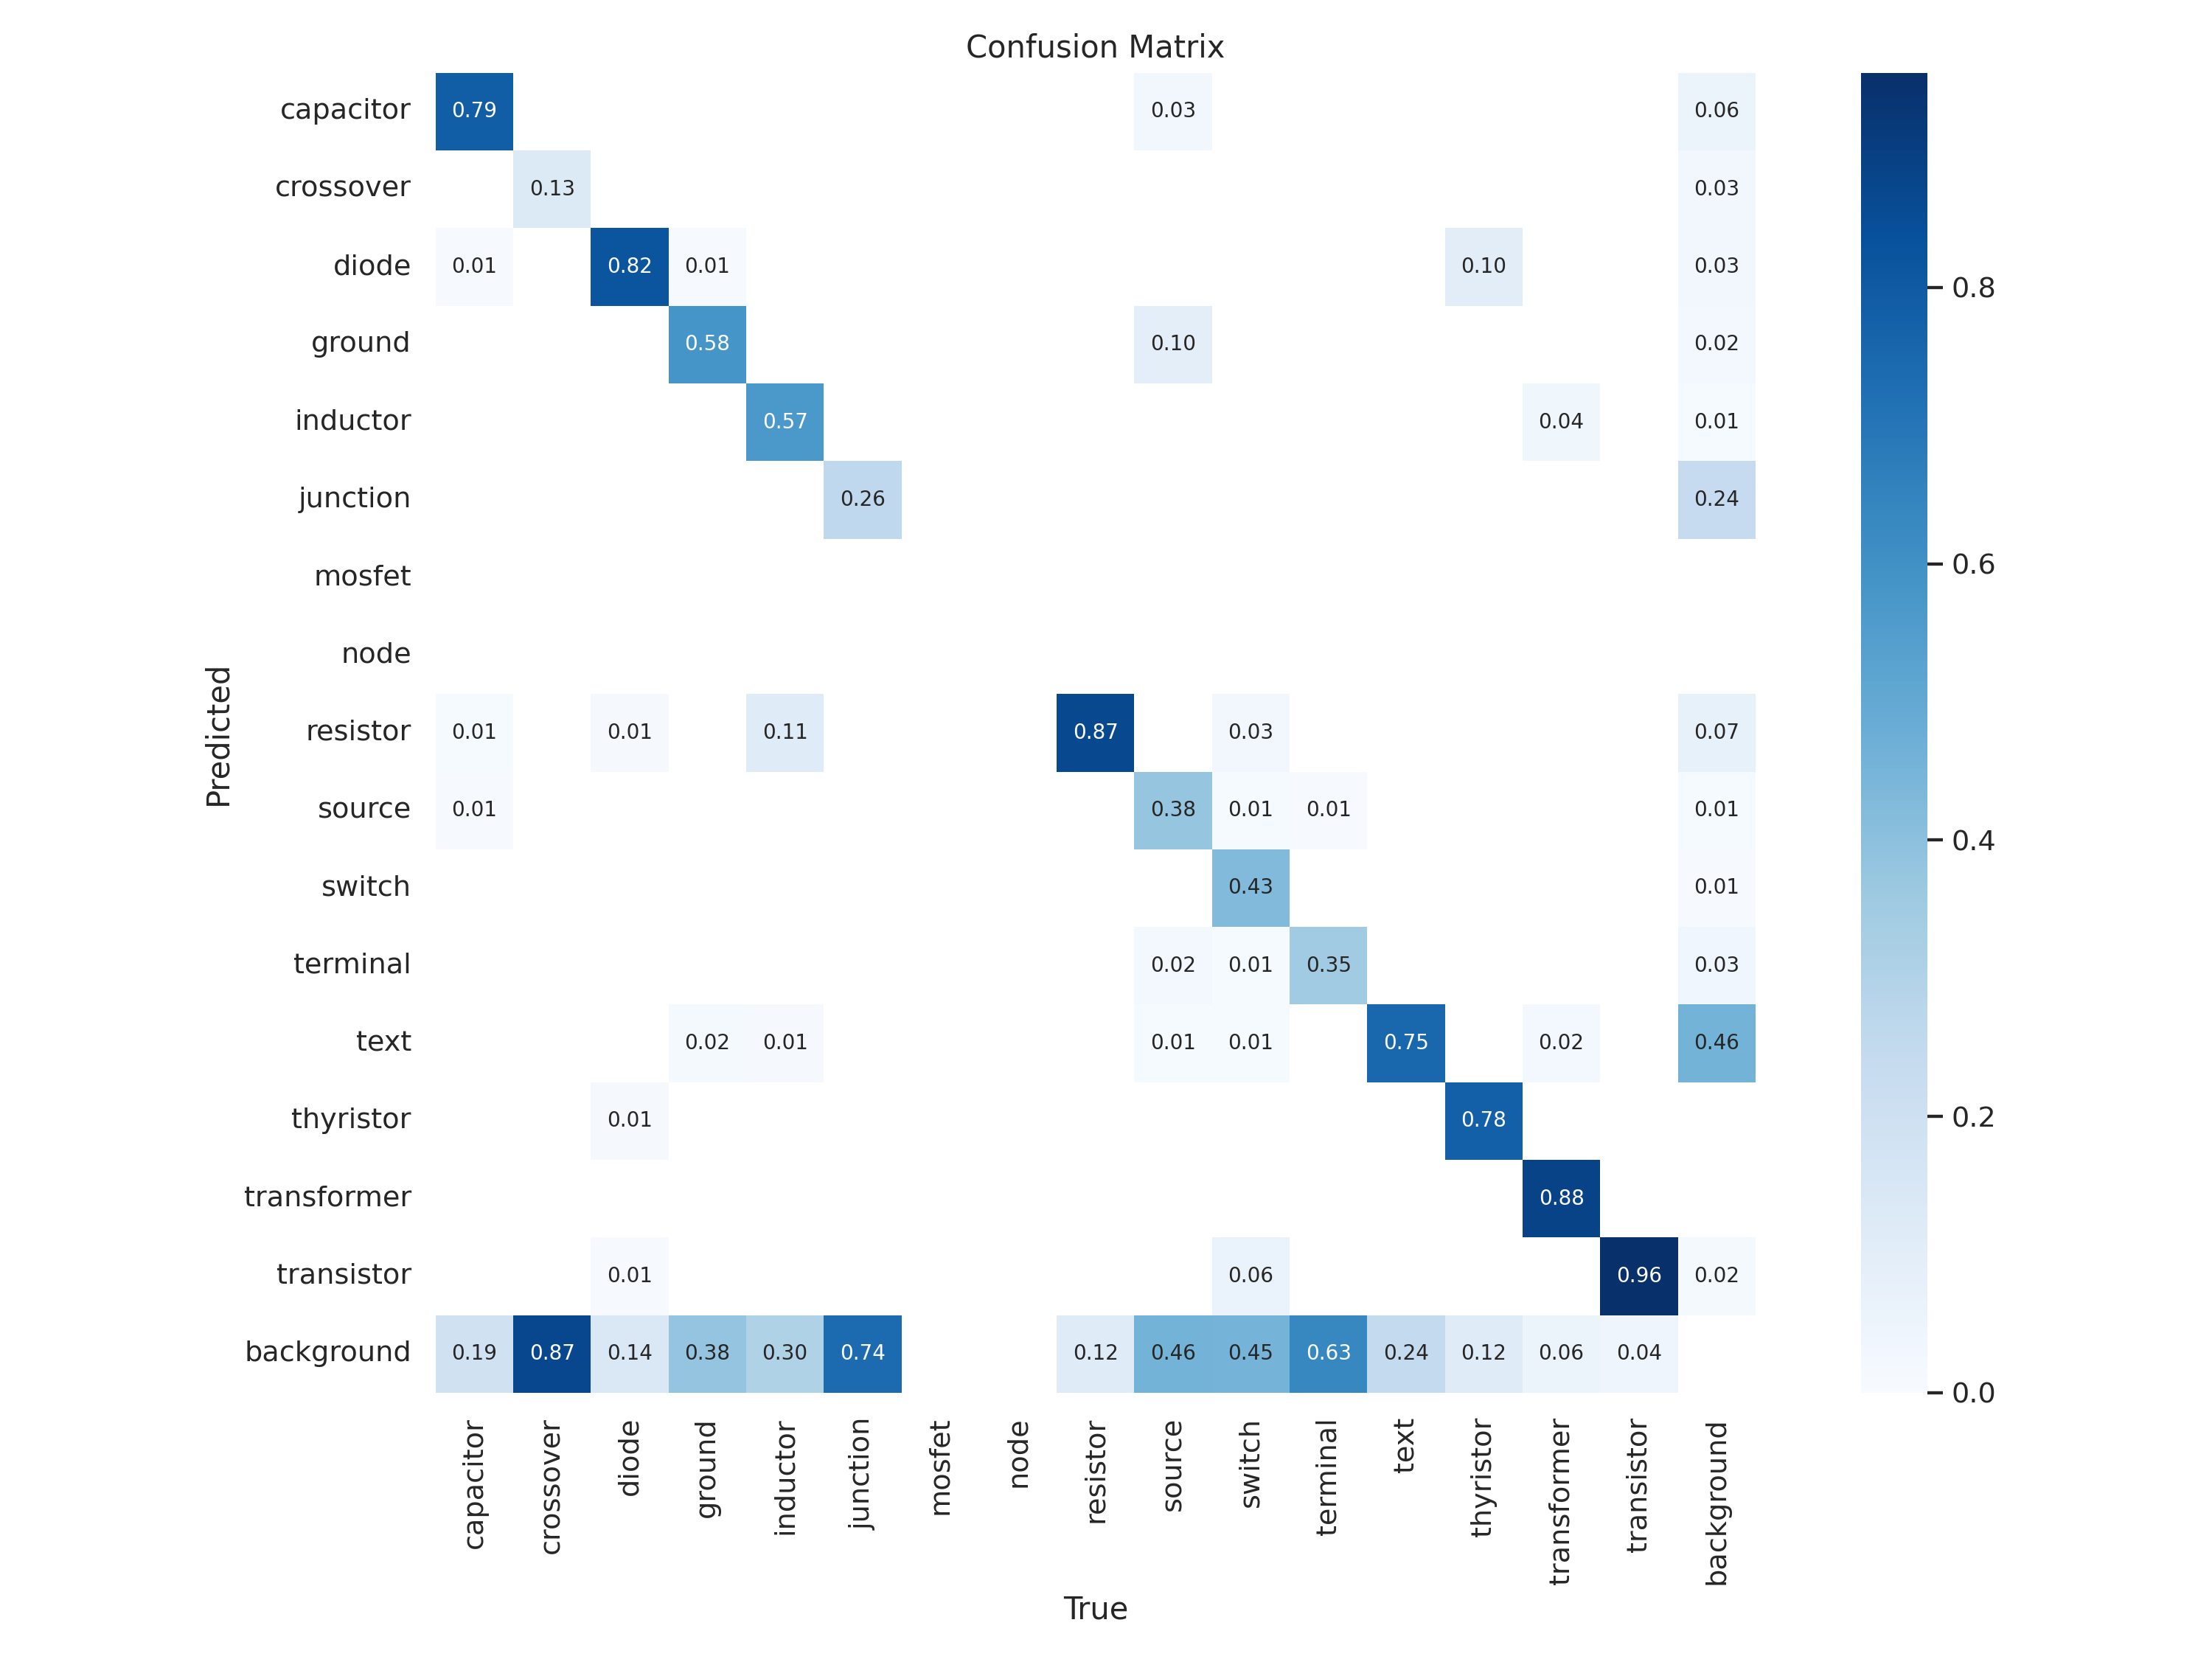 Confusion Matrix
capacitor 0.79 0.03 0.06
crossover 0.13 0.03
diode 0.01 0.82 0.01 0.10 0.03 0.8
ground 0.58 0.10 0.02
inductor 0.57 0.04 0.01
junction 0.26 0.24
mosfet 0.6
node
Predicted
resistor 0.01 0.01 0.11 0.87 0.03 0.07
source 0.01 0.38 0.01 0.01 0.01 0.4
switch 0.43 0.01
terminal 0.02 0.01 0.35 0.03
text 0.02 0.01 0.01 0.01 0.75 0.02 0.46
thyristor 0.01 0.78 0.2
transformer 0.88
transistor 0.01 0.06 0.96 0.02
background 0.19 0.87 0.14 0.38 0.30 0.74 0.12 0.46 0.45 0.63 0.24 0.12 0.06 0.04 0.0
capacitor crossover diode ground inductor junction mosfet node resistor source switch terminal text thyristor transformer transistor background
True